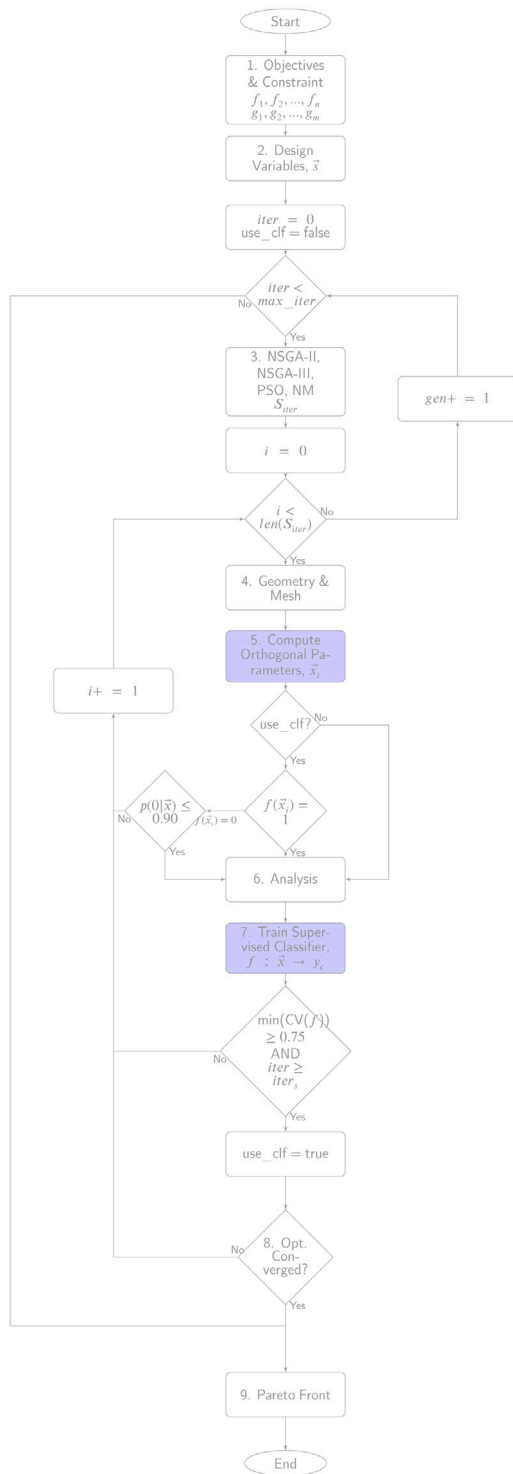 Start
1. Objectives
& Constraint
f₁, f₂, ..., fₙ
g₁, g₂, ..., gₘ
2. Design
Variables, s⃗
iter = 0
use_clf = false
iter <
max_iter
No
Yes
3. NSGA-II,
NSGA-III,
PSO, NM
S_iter
gen+ = 1
i = 0
i <
len(S_iter)
No
Yes
4. Geometry &
Mesh
5. Compute
Orthogonal Pa-
rameters, x⃗ᵢ
i+ = 1
use_clf?
No
Yes
p(0|x⃗) ≤
0.90
No
Yes
f(x⃗ᵢ) = 0
f(x⃗ᵢ) =
1
Yes
6. Analysis
7. Train Super-
vised Classifier,
f : x⃗ → y_c
min(CV(f))
≥ 0.75
AND
iter ≥
iter_s
No
Yes
use_clf = true
8. Opt.
Con-
verged?
No
Yes
9. Pareto Front
End